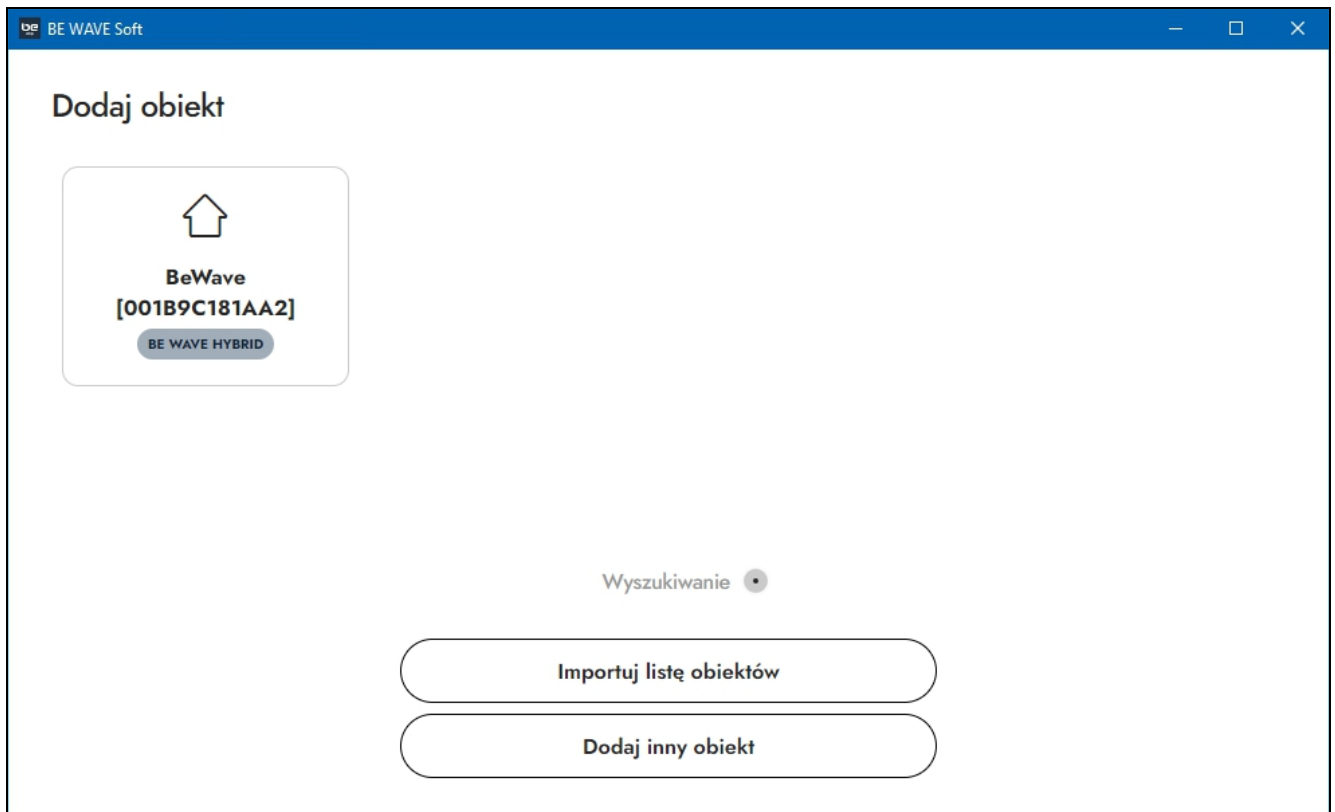 be
BE WAVE Soft
Dodaj obiekt
BeWave
[001B9C181AA2]
BE WAVE HYBRID
Wyszukiwanie
Importuj listę obiektów
Dodaj inny obiekt